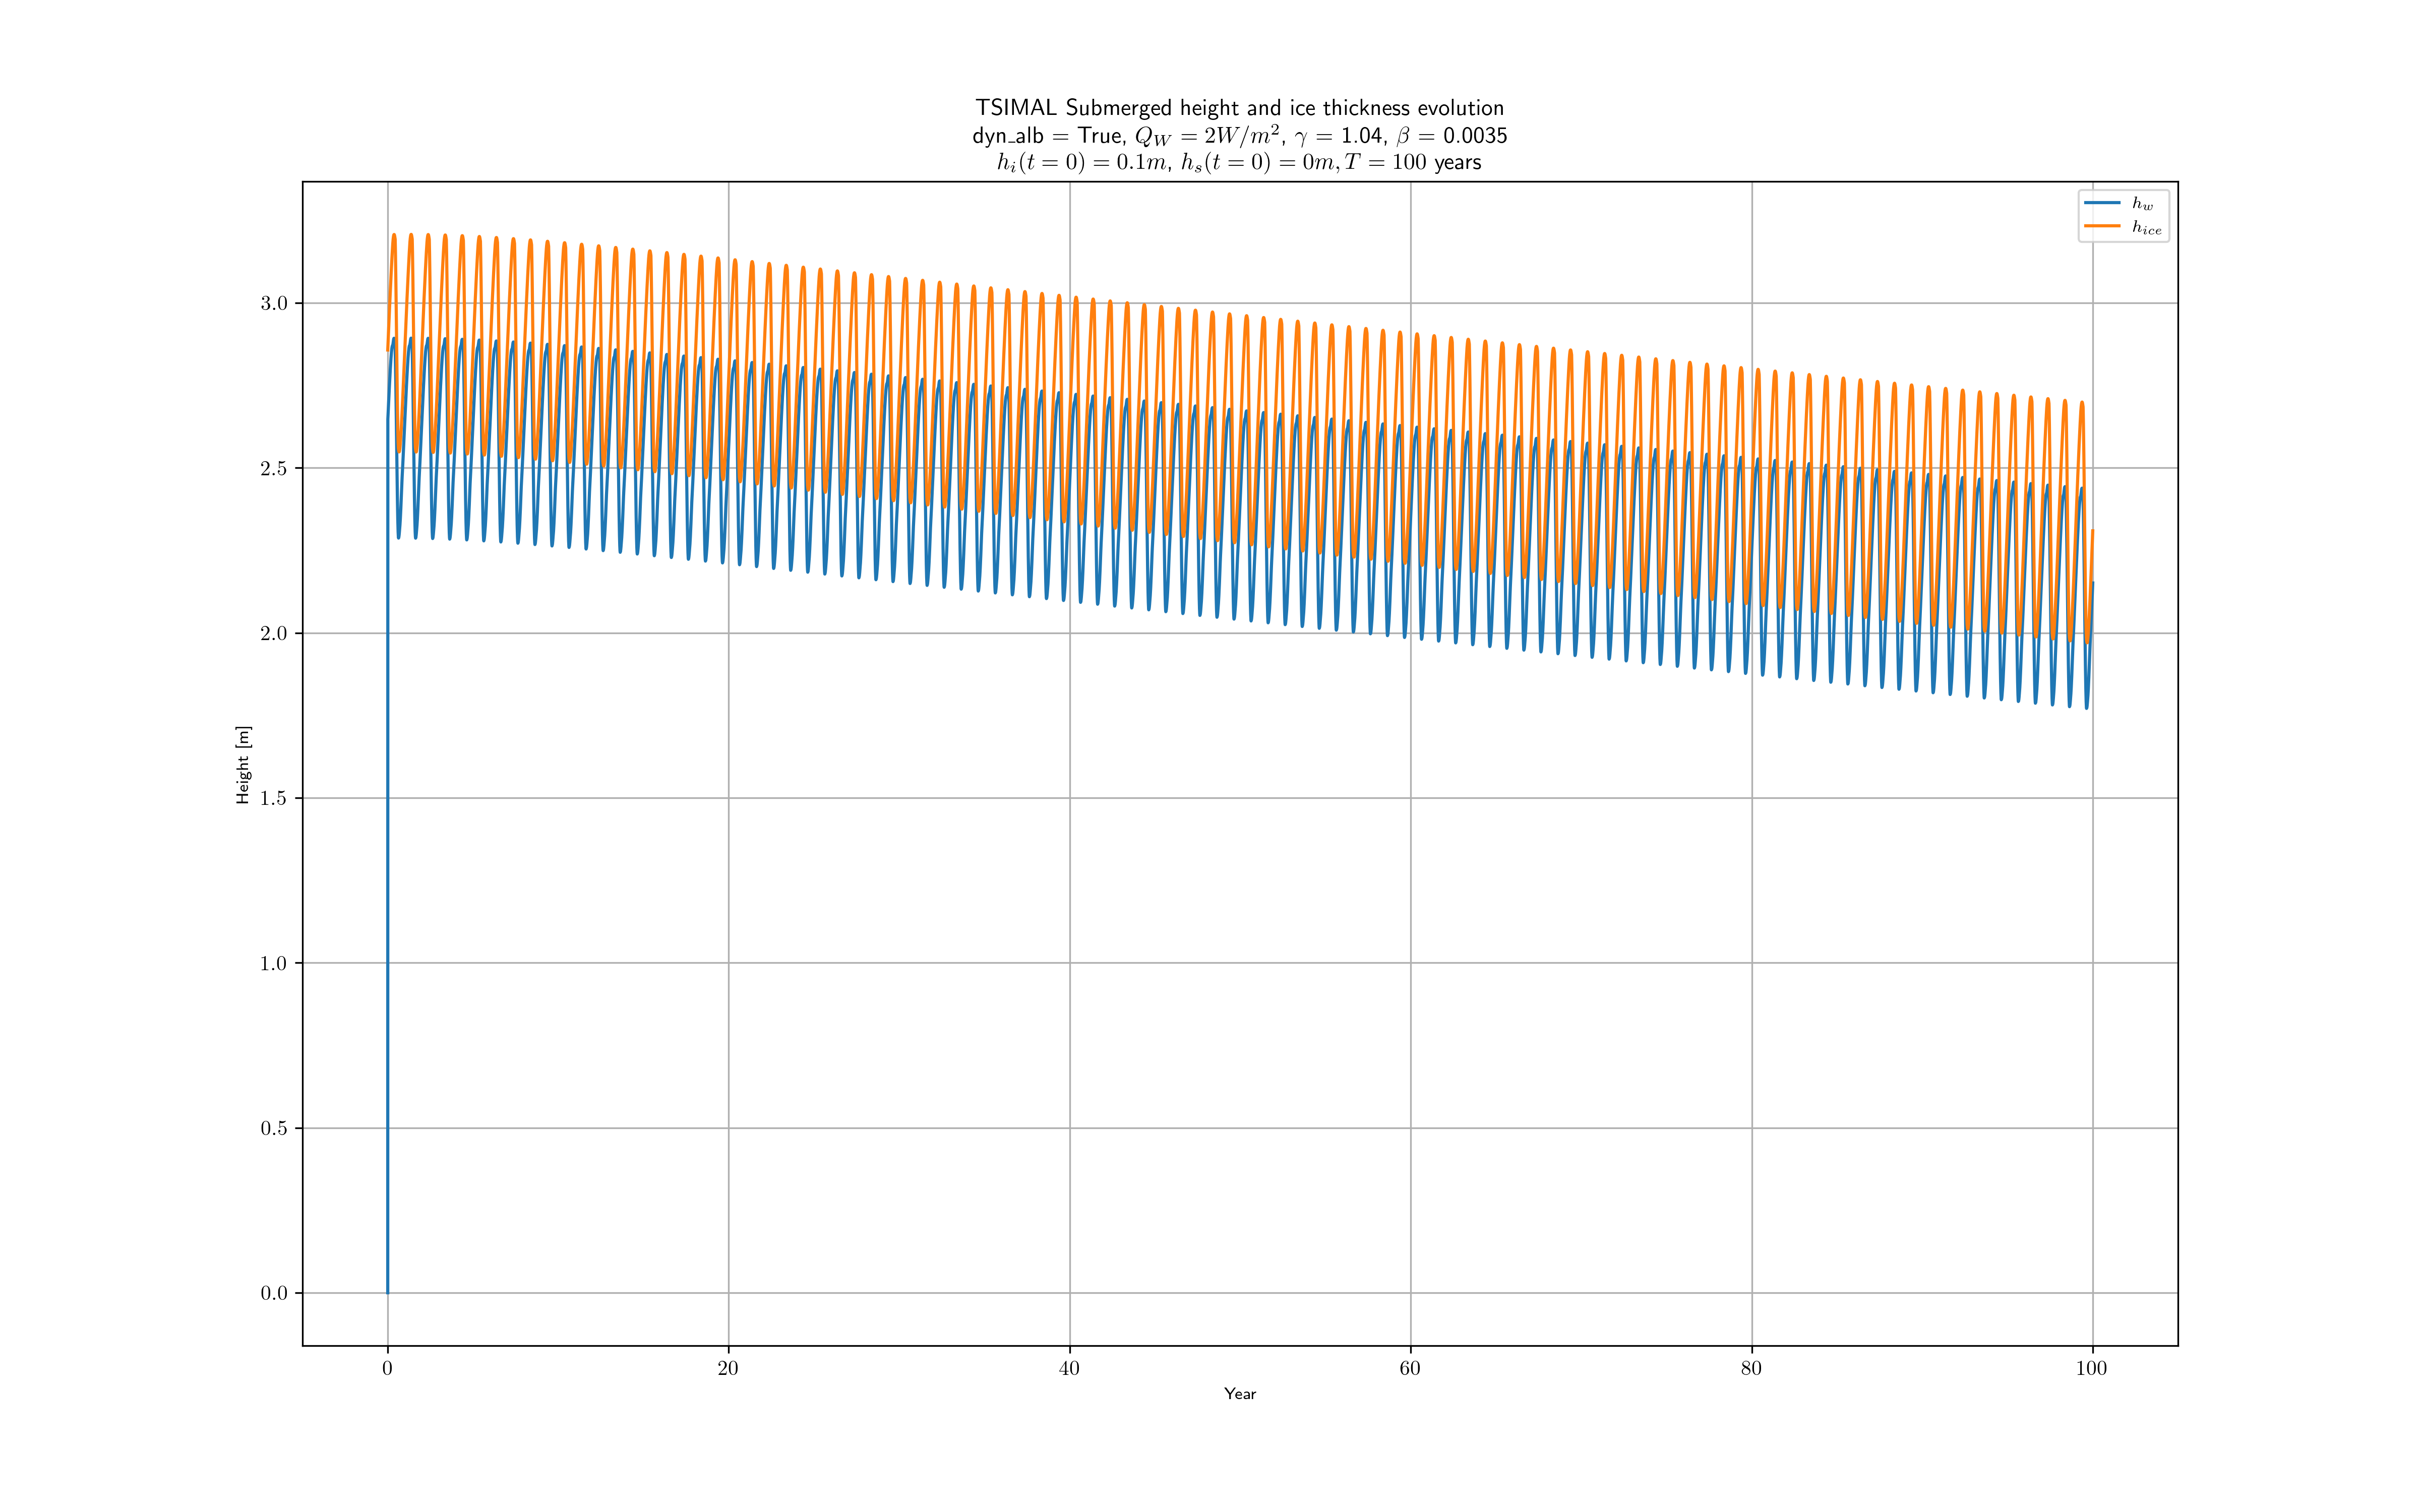 TSIMAL Submerged height and ice thickness evolution
dyn_alb = True, $Q_W = 2W/m^2$, $\gamma$ = 1.04, $\beta$ = 0.0035
$h_i(t = 0) = 0.1m$, $h_s(t = 0) = 0m, T = 100$ years
$h_w$
$h_{ice}$
3.0
2.5
2.0
1.5
1.0
0.5
0.0
Height [m]
0 20 40 60 80 100
Year